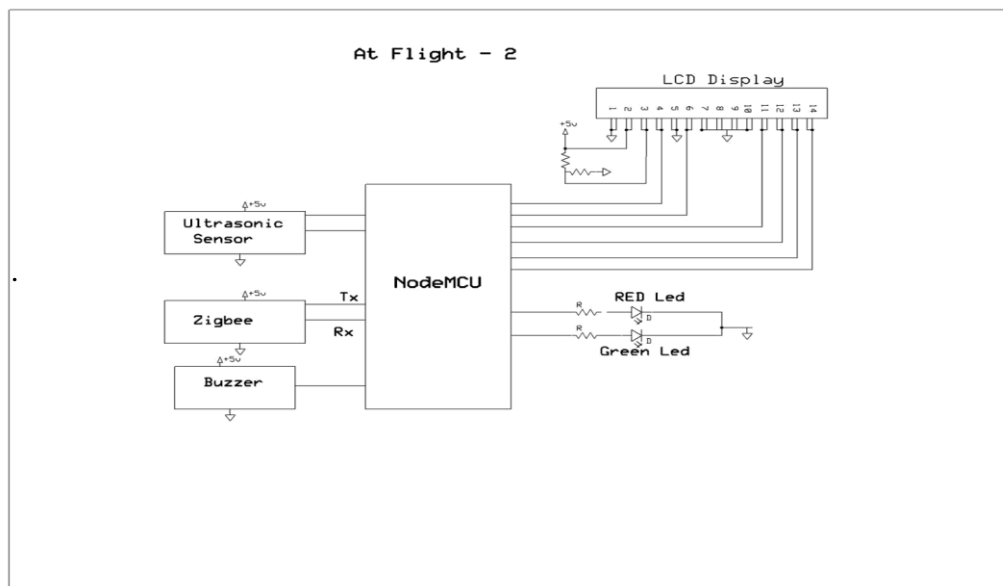 At Flight - 2
LCD Display
1 2 3 4 5 6 7 8 9 10 11 12 13 14
+5v
+5v
Ultrasonic
Sensor
NodeMCU
+5v
Tx
Zigbee
Rx
RED Led
R
D
R
D
Green Led
+5v
Buzzer